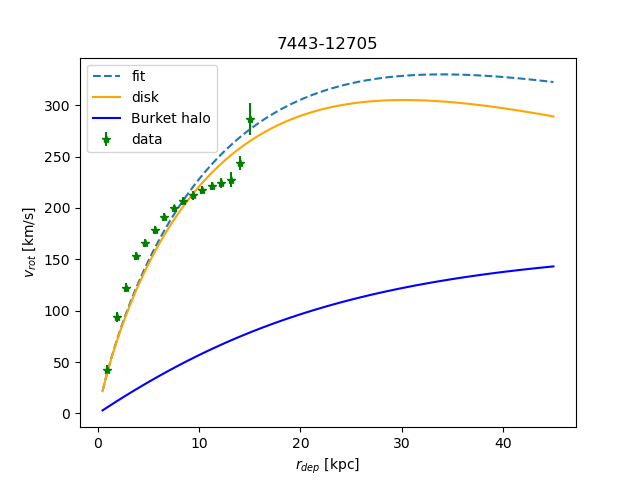 7443-12705
fit
disk
Burket halo
data
300
250
200
150
100
50
0
v_rot [km/s]
0 10 20 30 40
r_dep [kpc]